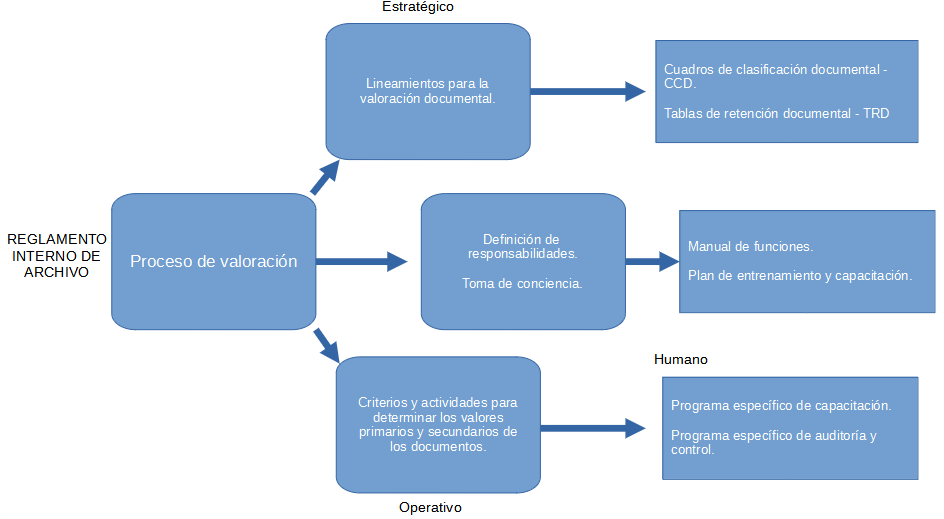 Estratégico
Lineamientos para la
valoración documental.
Cuadros de clasificación documental -
CCD.
Tablas de retención documental - TRD
REGLAMENTO
INTERNO DE
ARCHIVO
Proceso de valoración
Definición de
responsabilidades.
Toma de conciencia.
Manual de funciones.
Plan de entrenamiento y capacitación.
Humano
Criterios y actividades para
determinar los valores
primarios y secundarios de
los documentos.
Programa específico de capacitación.
Programa específico de auditoría y
control.
Operativo